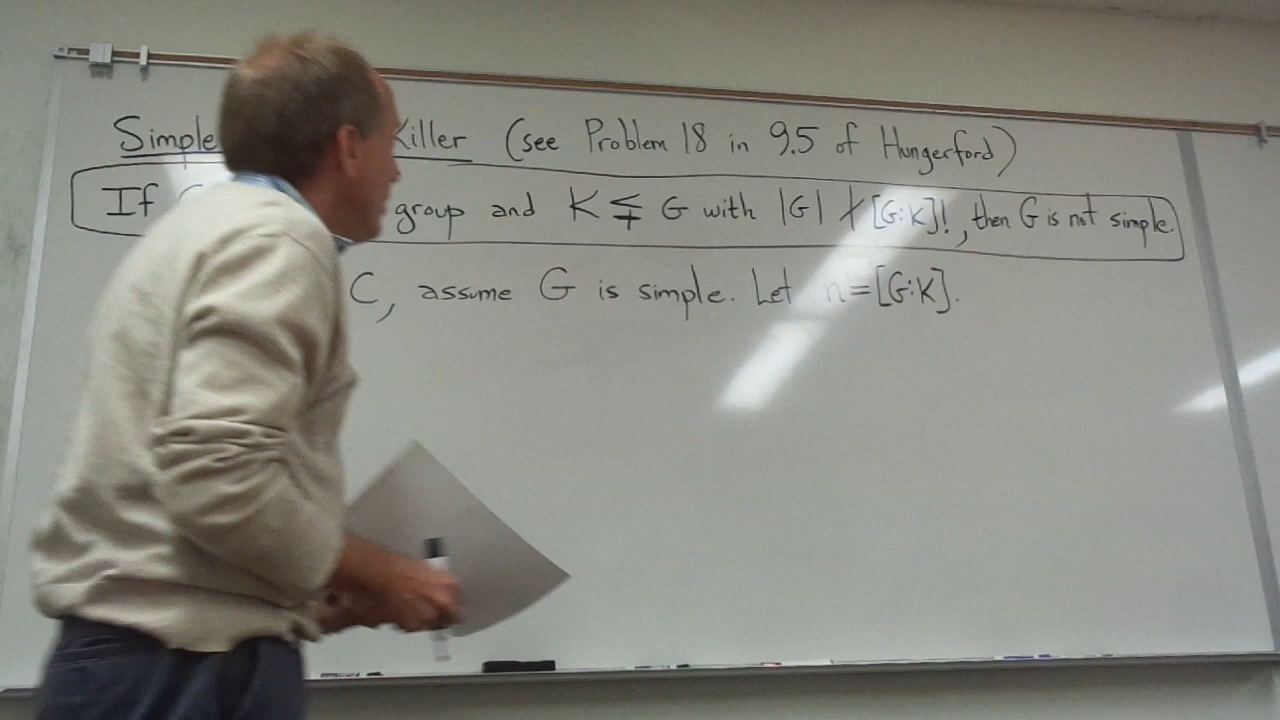 Simple Killer (see Problem 18 in 9.5 of Hungerford)
If group and K ≨ G with |G| ∤ [G:K]!, then G is not simple.
C, assume G is simple. Let n=[G:K].